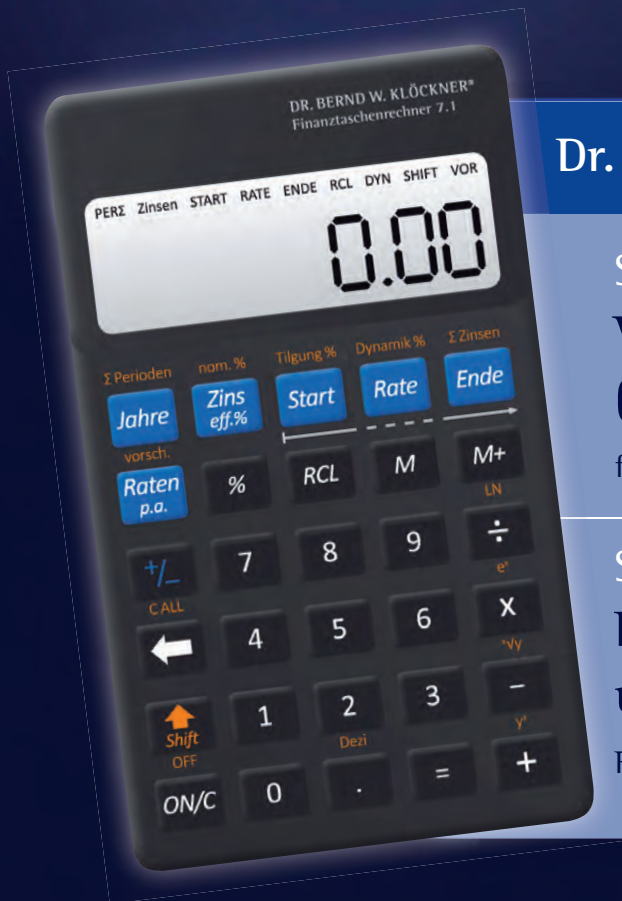 DR. BERND W. KLÖCKNER®
Finanztaschenrechner 7.1
Dr.
PERΣ Zinsen START RATE ENDE RCL DYN SHIFT VOR
0.00
Σ Perioden nom. % Tilgung % Dynamik % Σ Zinsen
Jahre Zins eff.% Start Rate Ende
vorsch.
Raten p.a. % RCL M M+
LN
+/− 7 8 9 ÷
C ALL eˣ
4 5 6 X
ˣ√y
Shift 1 2 3 −
OFF Dezi yˣ
ON/C 0 . = +